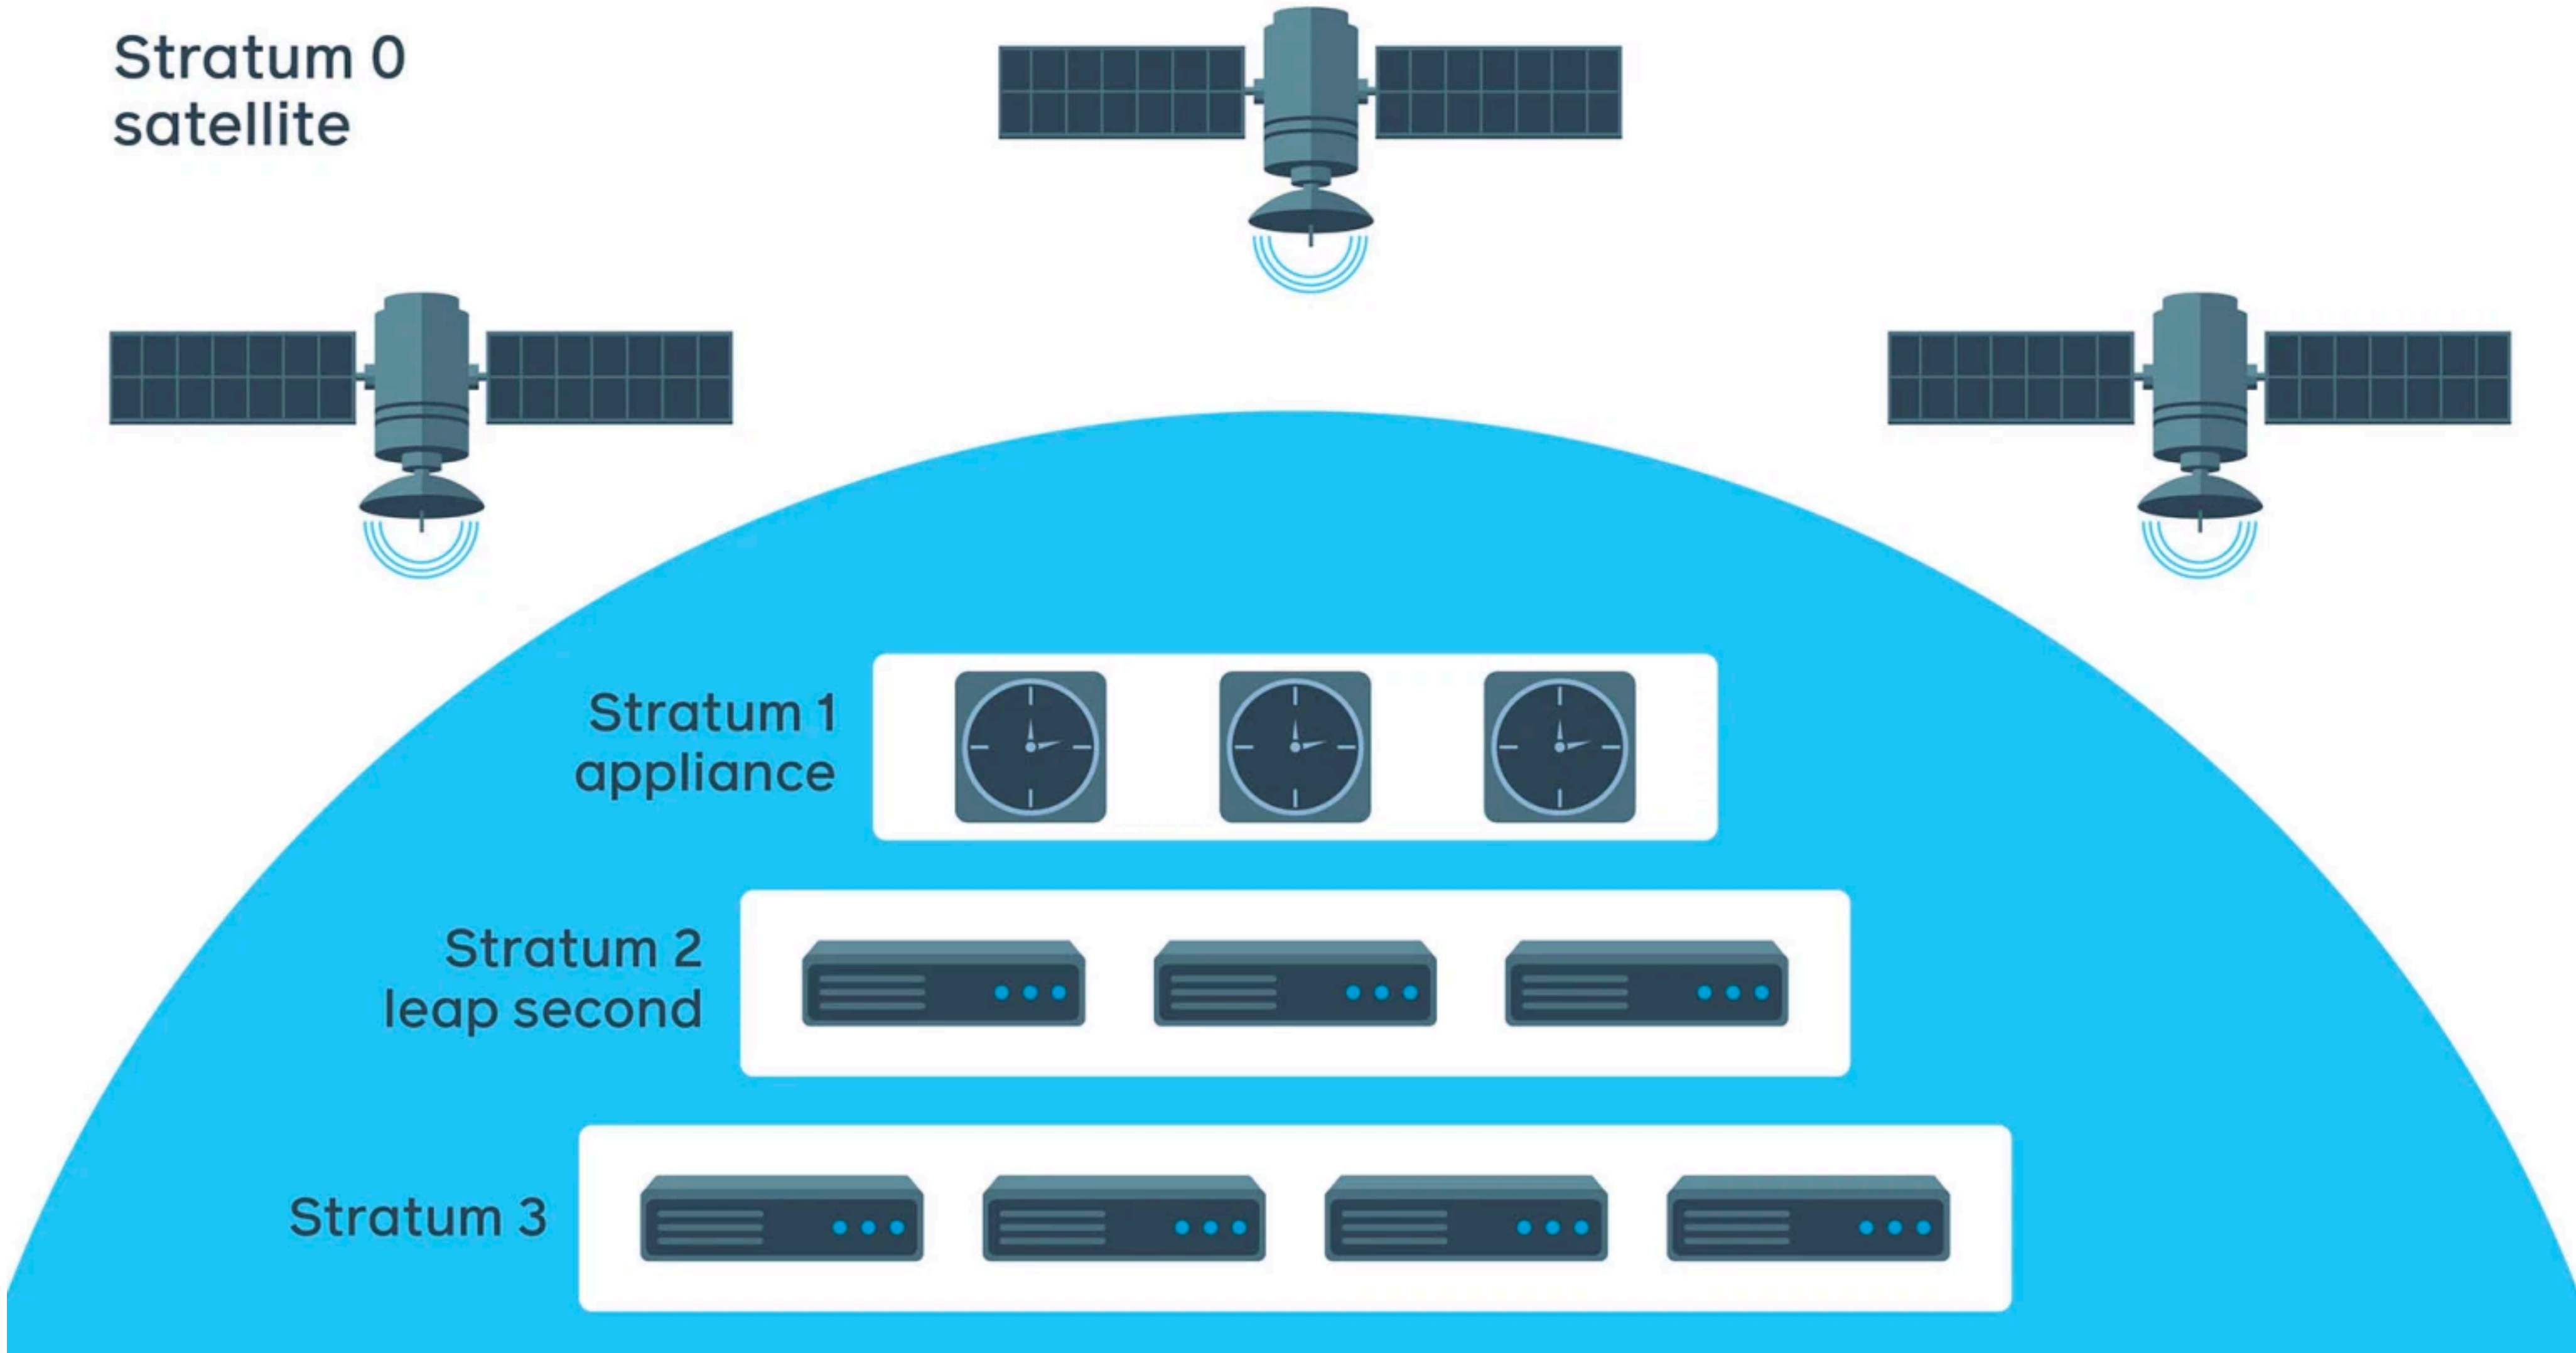 Stratum 0
satellite
Stratum 1
appliance
Stratum 2
leap second
Stratum 3